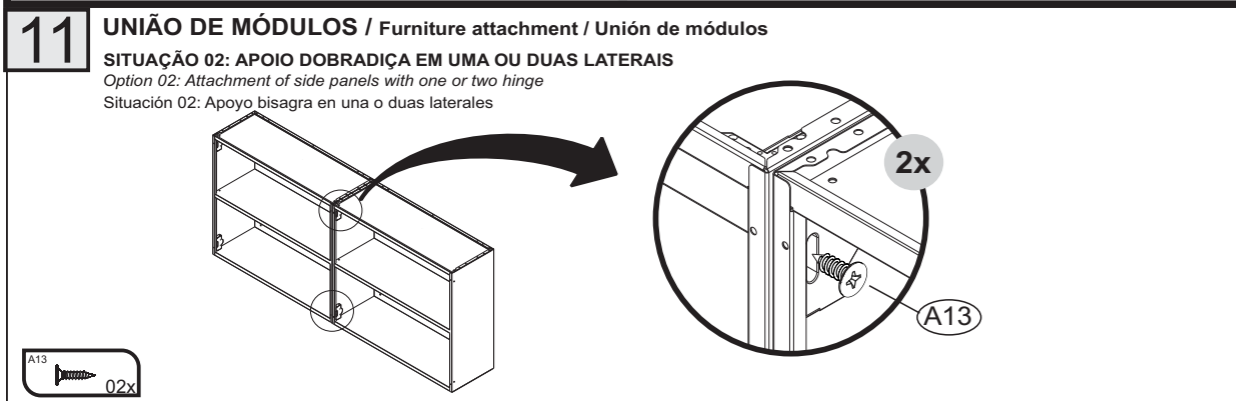 11
UNIÃO DE MÓDULOS / Furniture attachment / Unión de módulos
SITUAÇÃO 02: APOIO DOBRADIÇA EM UMA OU DUAS LATERAIS
Option 02: Attachment of side panels with one or two hinge
Situación 02: Apoyo bisagra en una o duas laterales
2x
A13
A13
02x